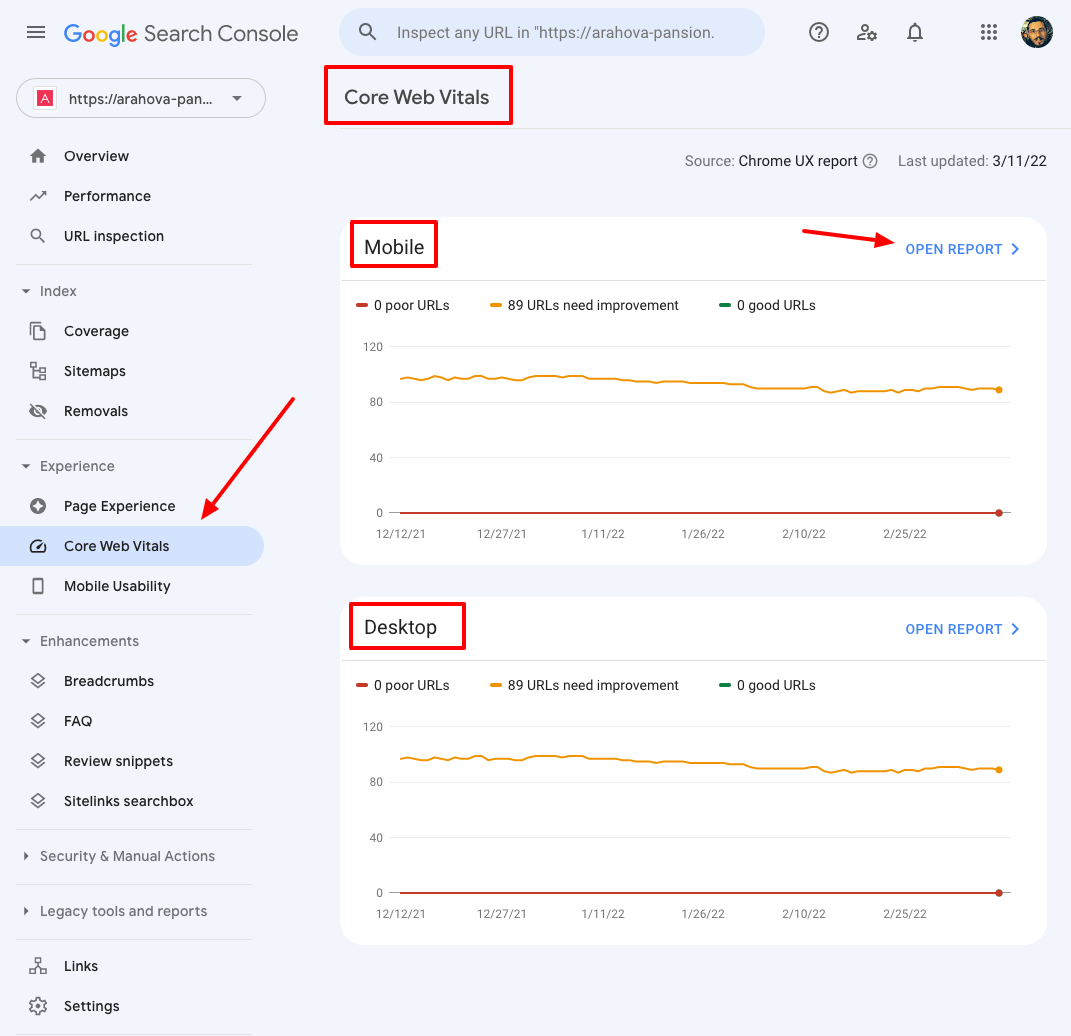 Google Search Console
Inspect any URL in "https://arahova-pansion.
A
https://arahova-pan...
Core Web Vitals
Source: Chrome UX report
Last updated: 3/11/22
Overview
Performance
URL inspection
Index
Coverage
Sitemaps
Removals
Experience
Page Experience
Core Web Vitals
Mobile Usability
Enhancements
Breadcrumbs
FAQ
Review snippets
Sitelinks searchbox
Security & Manual Actions
Legacy tools and reports
Links
Settings
Mobile
OPEN REPORT
0 poor URLs
89 URLs need improvement
0 good URLs
120
80
40
0
12/12/21
12/27/21
1/11/22
1/26/22
2/10/22
2/25/22
Desktop
OPEN REPORT
0 poor URLs
89 URLs need improvement
0 good URLs
120
80
40
0
12/12/21
12/27/21
1/11/22
1/26/22
2/10/22
2/25/22